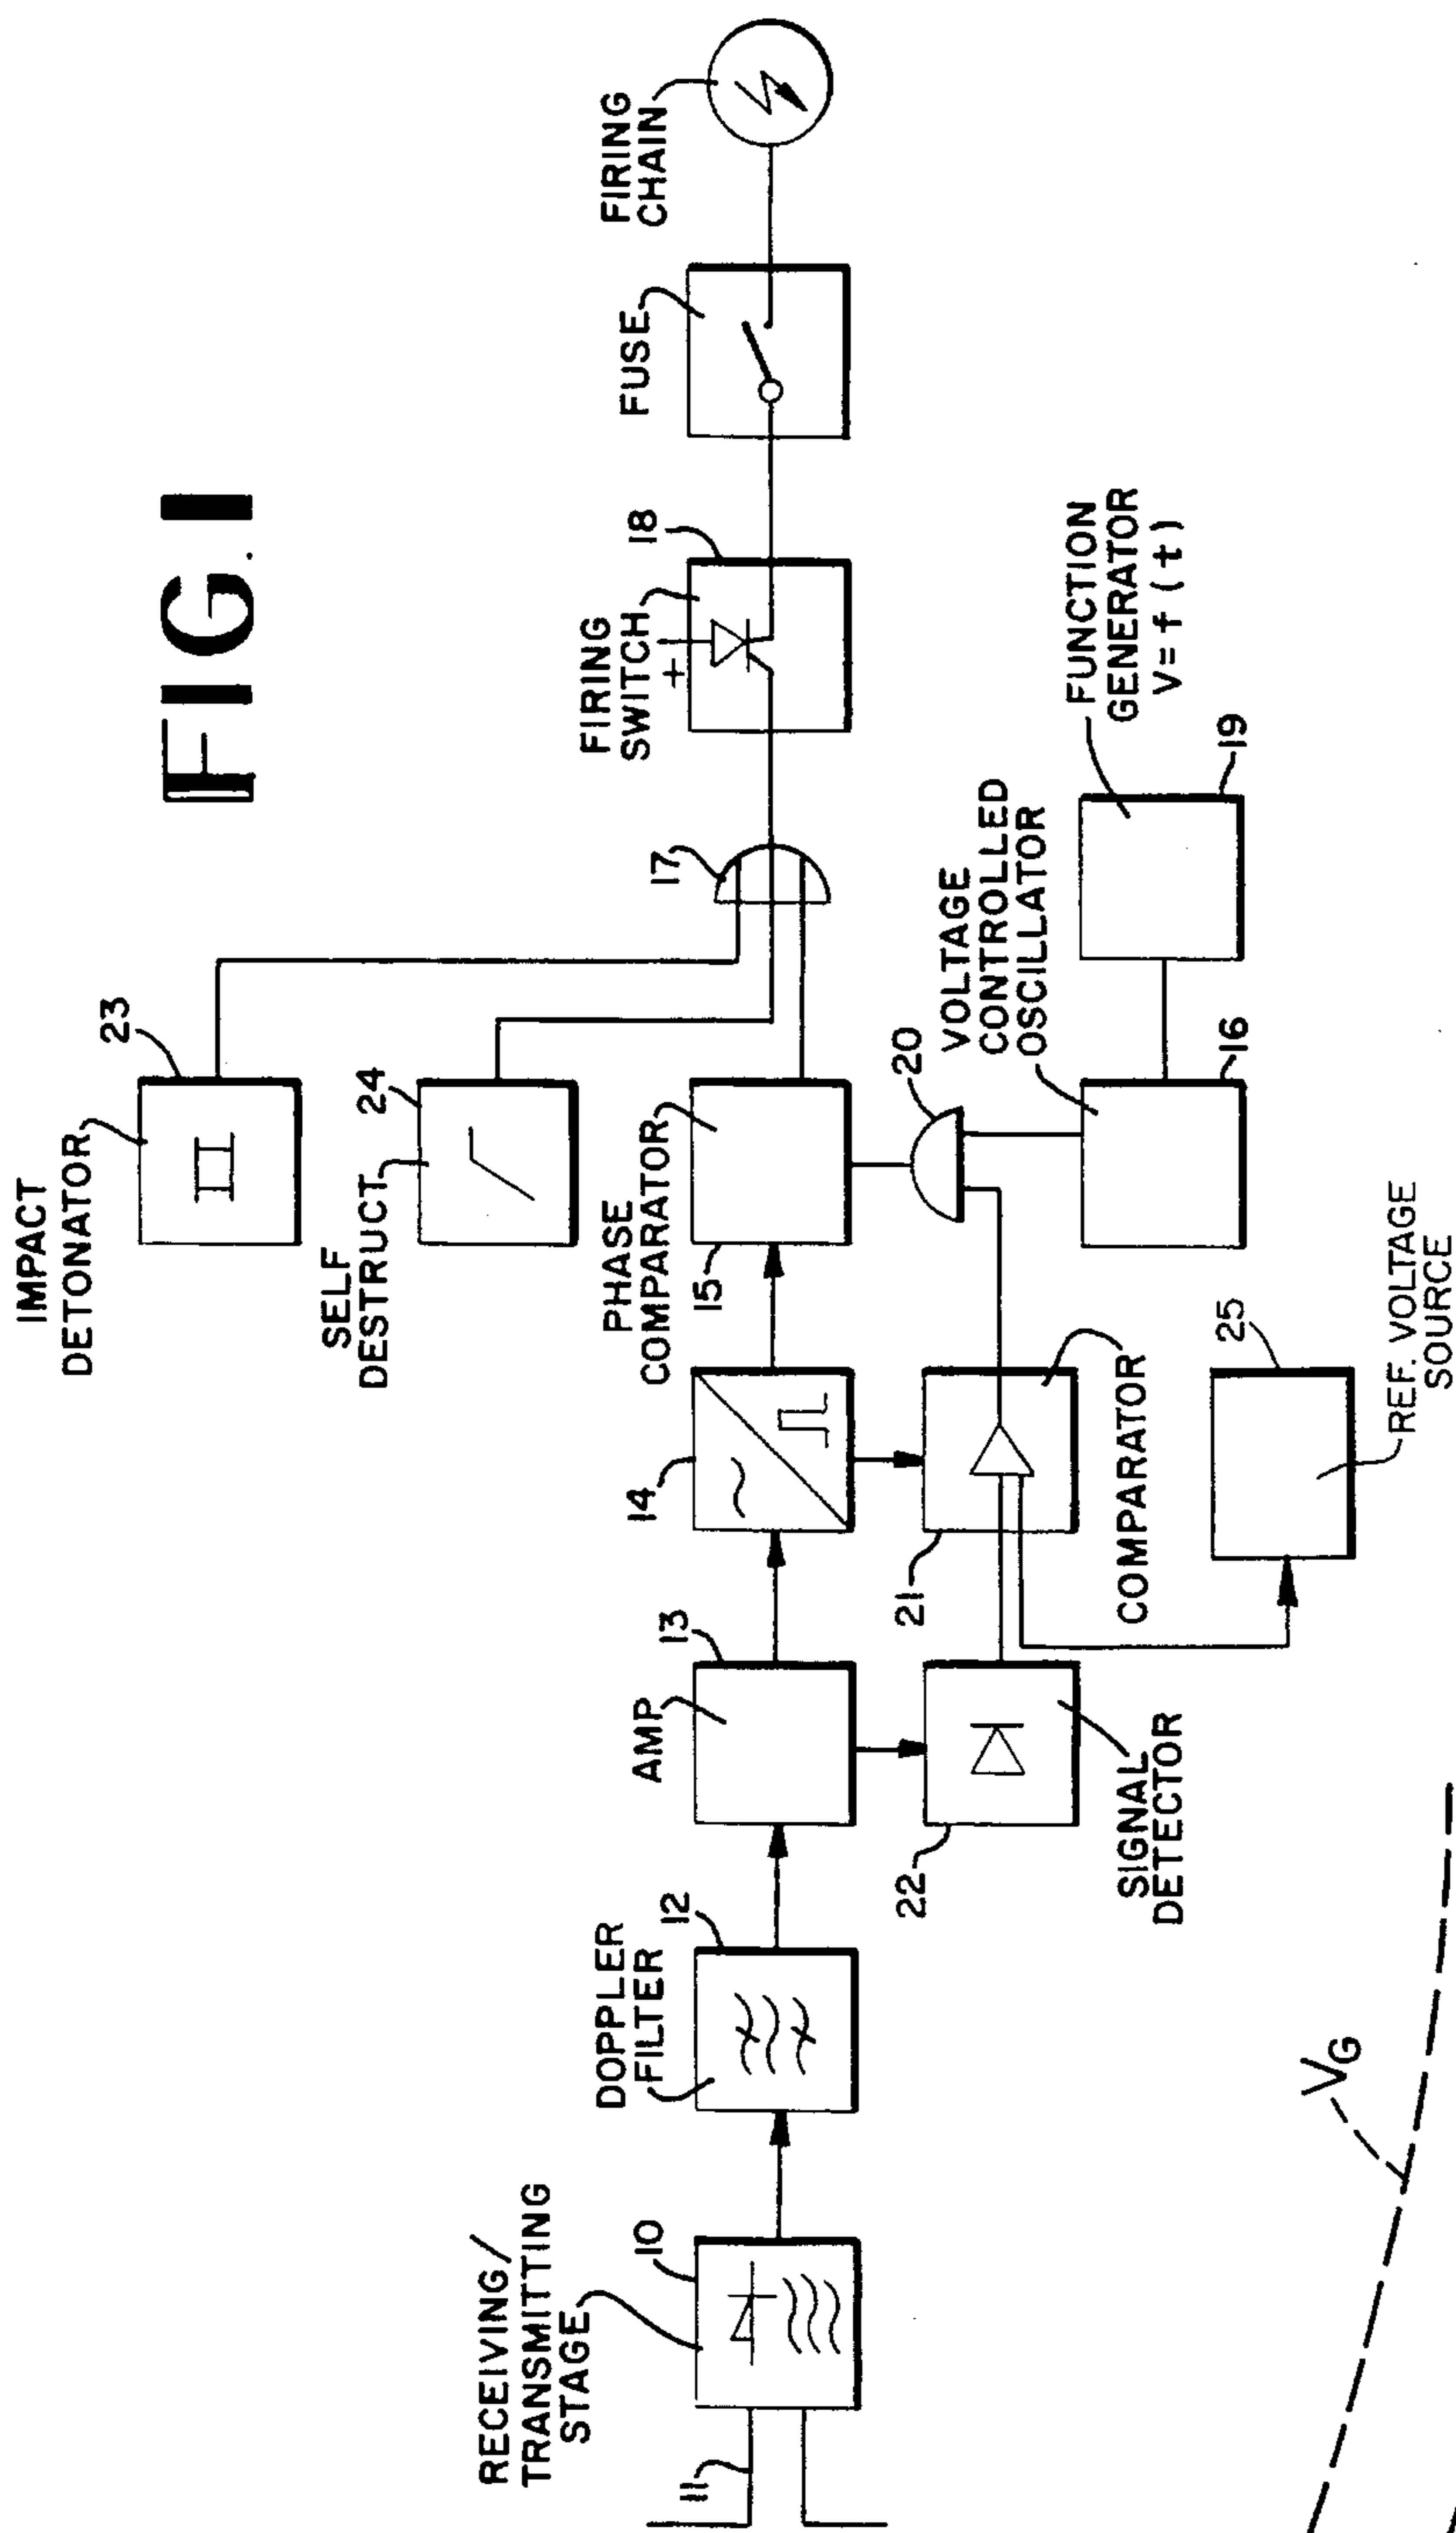 FIG. 1
IMPACT
DETONATOR
23
SELF
DESTRUCT
24
RECEIVING/
TRANSMITTING
STAGE
10
11
DOPPLER
FILTER
12
AMP
13
14
PHASE
COMPARATOR
15
17
FIRING
SWITCH
18
+
FUSE
FIRING
CHAIN
22
SIGNAL
DETECTOR
21
COMPARATOR
20
VOLTAGE
CONTROLLED
OSCILLATOR
16
FUNCTION
GENERATOR
V = f (t)
19
25
REF. VOLTAGE
SOURCE
VG